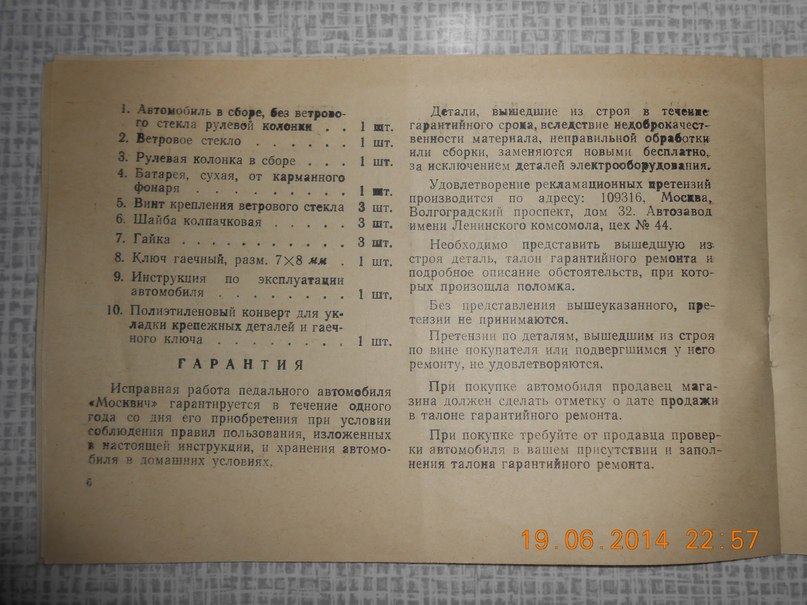 1. Автомобиль в сборе, без ветрово-
го стекла рулевой колонки . . 1 шт.
2. Ветровое стекло . . . . . . 1 шт.
3. Рулевая колонка в сборе . . . 1 шт.
4. Батарея, сухая, от карманного
фонаря . . . . . . . . . 1 шт.
5. Винт крепления ветрового стекла 3 шт.
6. Шайба колпачковая . . . . . 3 шт.
7. Гайка . . . . . . . . . . 3 шт.
8. Ключ гаечный, разм. 7×8 мм . 1 шт.
9. Инструкция по эксплуатации
автомобиля . . . . . . . . 1 шт.
10. Полиэтиленовый конверт для ук-
ладки крепежных деталей и гаеч-
ного ключа . . . . . . . . 1 шт.
ГАРАНТИЯ
Исправная работа педального автомобиля
«Москвич» гарантируется в течение одного
года со дня его приобретения при условии
соблюдения правил пользования, изложенных
в настоящей инструкции, и хранения автомо-
биля в домашних условиях.
6
Детали, вышедшие из строя в течение
гарантийного срока, вследствие недоброкачест-
венности материала, неправильной обработки
или сборки, заменяются новыми бесплатно,
за исключением деталей электрооборудования.
Удовлетворение рекламационных претензий
производится по адресу: 109316, Москва,
Волгоградский проспект, дом 32. Автозавод
имени Ленинского комсомола, цех № 44.
Необходимо представить вышедшую из
строя деталь, талон гарантийного ремонта и
подробное описание обстоятельств, при кото-
рых произошла поломка.
Без представления вышеуказанного, пре-
тензии не принимаются.
Претензии по деталям, вышедшим из строя
по вине покупателя или подвергшимся у него
ремонту, не удовлетворяются.
При покупке автомобиля продавец мага-
зина должен сделать отметку о дате продажи
в талоне гарантийного ремонта.
При покупке требуйте от продавца провер-
ки автомобиля в вашем присутствии и запол-
нения талона гарантийного ремонта.
19.06.2014 22:57